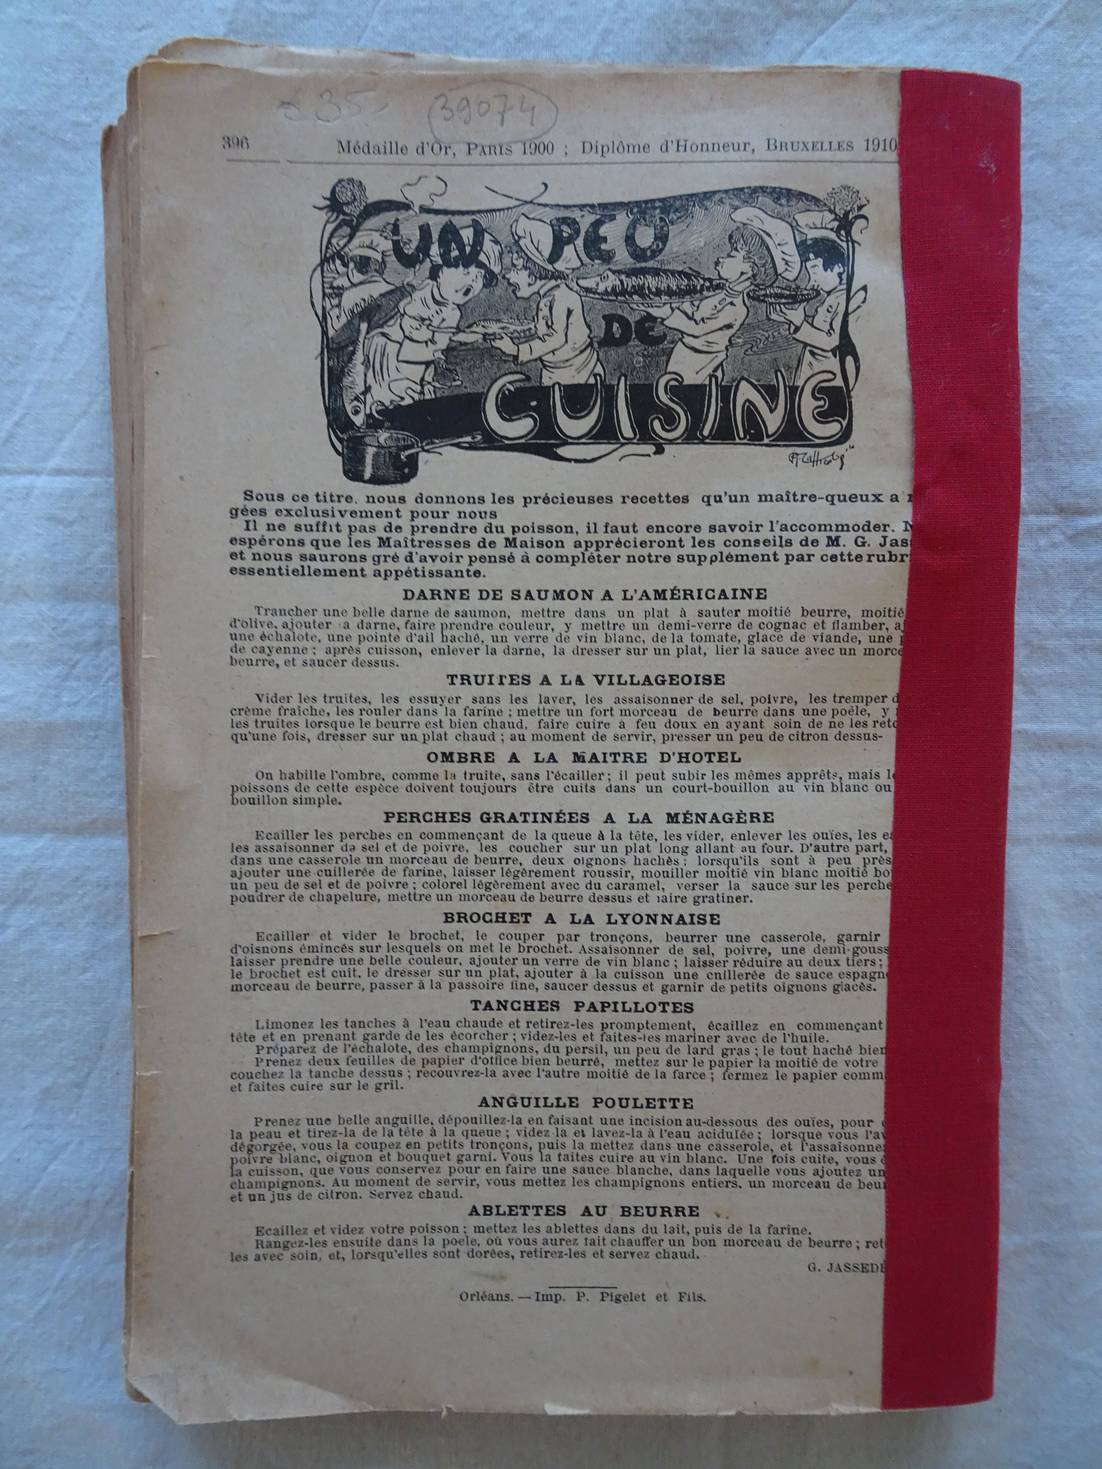 35
39074
396
Médaille d'Or, PARIS 1900 ; Diplôme d'Honneur, BRUXELLES 1910
UN PEU
DE
CUISINE
Sous ce titre, nous donnons les précieuses recettes qu'un maître-queux a
gées exclusivement pour nous
Il ne suffit pas de prendre du poisson, il faut encore savoir l'accommoder. N
espérons que les Maîtresses de Maison apprécieront les conseils de M. G. Jas
et nous saurons gré d'avoir pensé à compléter notre supplément par cette rubr
essentiellement appétissante.
DARNE DE SAUMON A L'AMÉRICAINE
Trancher une belle darne de saumon, mettre dans un plat à sauter moitié beurre, moitié
d'olive, ajouter a darne, faire prendre couleur, y mettre un demi-verre de cognac et flamber, aj
une échalote, une pointe d'ail haché, un verre de vin blanc, de la tomate, glace de viande, une
de cayenne ; après cuisson, enlever la darne, la dresser sur un plat, lier la sauce avec un morce
beurre, et saucer dessus.
TRUITES A LA VILLAGEOISE
Vider les truites, les essuyer sans les laver, les assaisonner de sel, poivre, les tremper d
crème fraîche, les rouler dans la farine ; mettre un fort morceau de beurre dans une poële, y
les truites lorsque le beurre est bien chaud, faire cuire à feu doux en ayant soin de ne les reto
qu'une fois, dresser sur un plat chaud ; au moment de servir, presser un peu de citron dessus-
OMBRE A LA MAITRE D'HOTEL
On habille l'ombre, comme la truite, sans l'écailler ; il peut subir les mêmes apprêts, mais l
poissons de cette espèce doivent toujours être cuits dans un court-bouillon au vin blanc ou
bouillon simple.
PERCHES GRATINÉES A LA MÉNAGÈRE
Ecailler les perches en commençant de la queue à la tête, les vider, enlever les ouïes, les e
les assaisonner de sel et de poivre, les coucher sur un plat long allant au four. D'autre part,
dans une casserole un morceau de beurre, deux oignons hachés ; lorsqu'ils sont à peu près
ajouter une cuillerée de farine, laisser légèrement roussir, mouiller moitié vin blanc moitié bo
un peu de sel et de poivre ; colorel légèrement avec du caramel, verser la sauce sur les perche
poudrer de chapelure, mettre un morceau de beurre dessus et faire gratiner.
BROCHET A LA LYONNAISE
Ecailler et vider le brochet, le couper par tronçons, beurrer une casserole, garnir
d'oisnons émincés sur lesquels on met le brochet. Assaisonner de sel, poivre, une demi-gouss
laisser prendre une belle couleur, ajouter un verre de vin blanc ; laisser réduire au deux tiers ;
le brochet est cuit, le dresser sur un plat, ajouter à la cuisson une cnillerée de sauce espagn
morceau de beurre, passer à la passoire fine, saucer dessus et garnir de petits oignons glacés.
TANCHES PAPILLOTES
Limonez les tanches à l'eau chaude et retirez-les promptement, écaillez en commençant
tête et en prenant garde de les écorcher ; videz-les et faites-les mariner avec de l'huile.
Préparez de l'échalote, des champignons, du persil, un peu de lard gras ; le tout haché bien
Prenez deux feuilles de papier d'office bien beurré, mettez sur le papier la moitié de votre
couchez la tanche dessus ; recouvrez-la avec l'autre moitié de la farce ; fermez le papier comm
et faites cuire sur le gril.
ANGUILLE POULETTE
Prenez une belle anguille, dépouillez-la en faisant une incision au-dessous des ouïes, pour
la peau et tirez-la de la tête à la queue ; videz la et lavez-la à l'eau acidulée ; lorsque vous l'av
dégorgée, vous la coupez en petits tronçons, puis la mettez dans une casserole, et l'assaisonne
poivre blanc, oignon et bouquet garni. Vous la faites cuire au vin blanc. Une fois cuite, vous
la cuisson, que vous conservez pour en faire une sauce blanche, dans laquelle vous ajoutez un
champignons. Au moment de servir, vous mettez les champignons entiers, un morceau de beu
et un jus de citron. Servez chaud.
ABLETTES AU BEURRE
Ecaillez et videz votre poisson ; mettez les ablettes dans du lait, puis de la farine.
Rangez-les ensuite dans la poele, où vous aurez fait chauffer un bon morceau de beurre ; ret
les avec soin, et, lorsqu'elles sont dorées, retirez-les et servez chaud.
G. JASSEDÉ
Orléans. — Imp. P. Pigelet et Fils.